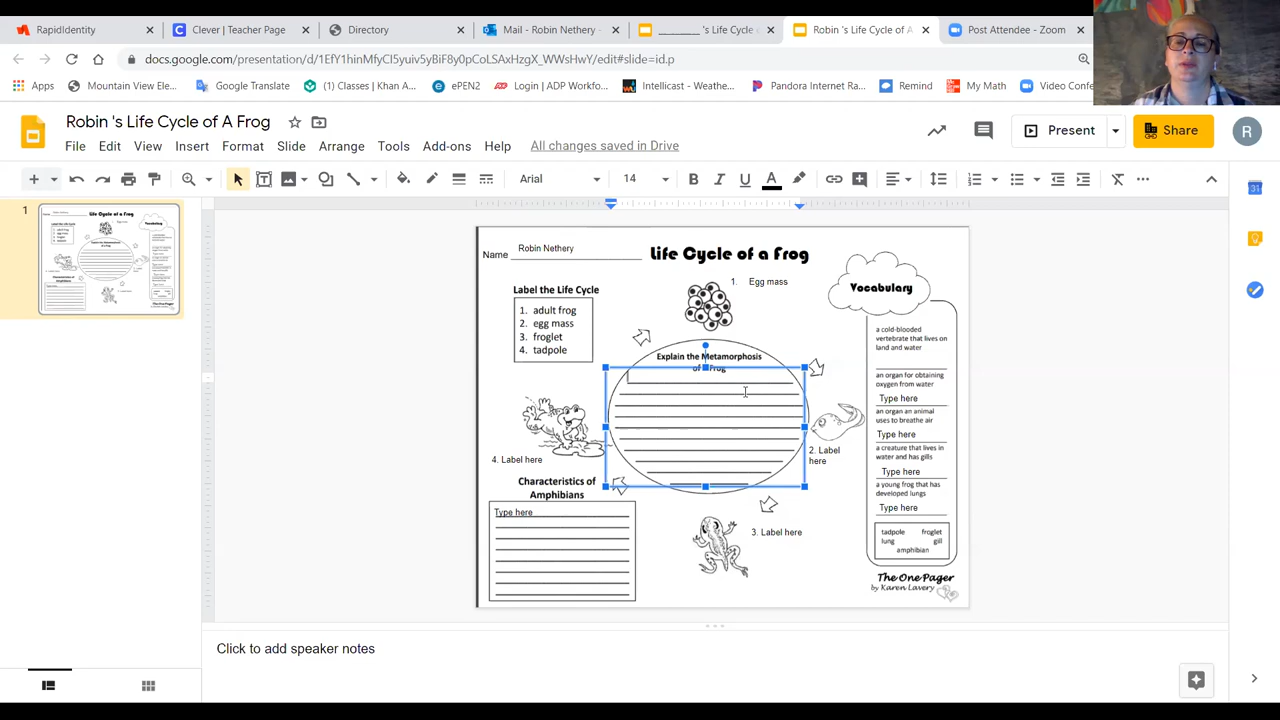 RapidIdentity
Clever | Teacher Page
Directory
Mail - Robin Nethery -
________ 's Life Cycle o
Robin 's Life Cycle of A
Post Attendee - Zoom
docs.google.com/presentation/d/
Apps
Mountain View Ele...
Google Translate
(1) Classes | Khan A...
ePEN2
Login | ADP Workfo...
Intellicast - Weathe...
Pandora Internet Ra...
Remind
My Math
Video Conf
Robin 's Life Cycle of A Frog
File Edit View Insert Format Slide Arrange Tools Add-ons Help All changes saved in Drive
Present
Share
R
Arial
14
31
1
Name Robin Nethery
Life Cycle of a Frog
Label the Life Cycle
1. adult frog
2. egg mass
3. froglet
4. tadpole
1. Egg mass
Explain the Metamorphosis
2. Label
here
3. Label here
4. Label here
Characteristics of
Amphibians
Type here
Vocabulary
a cold-blooded
vertebrate that lives on
land and water
an organ for obtaining
oxygen from water
Type here
an organ an animal
uses to breathe air
Type here
a creature that lives in
water and has gills
Type here
a young frog that has
developed lungs
Type here
tadpole froglet
lung gill
amphibian
The One Pager
by Karen Lavery
Click to add speaker notes